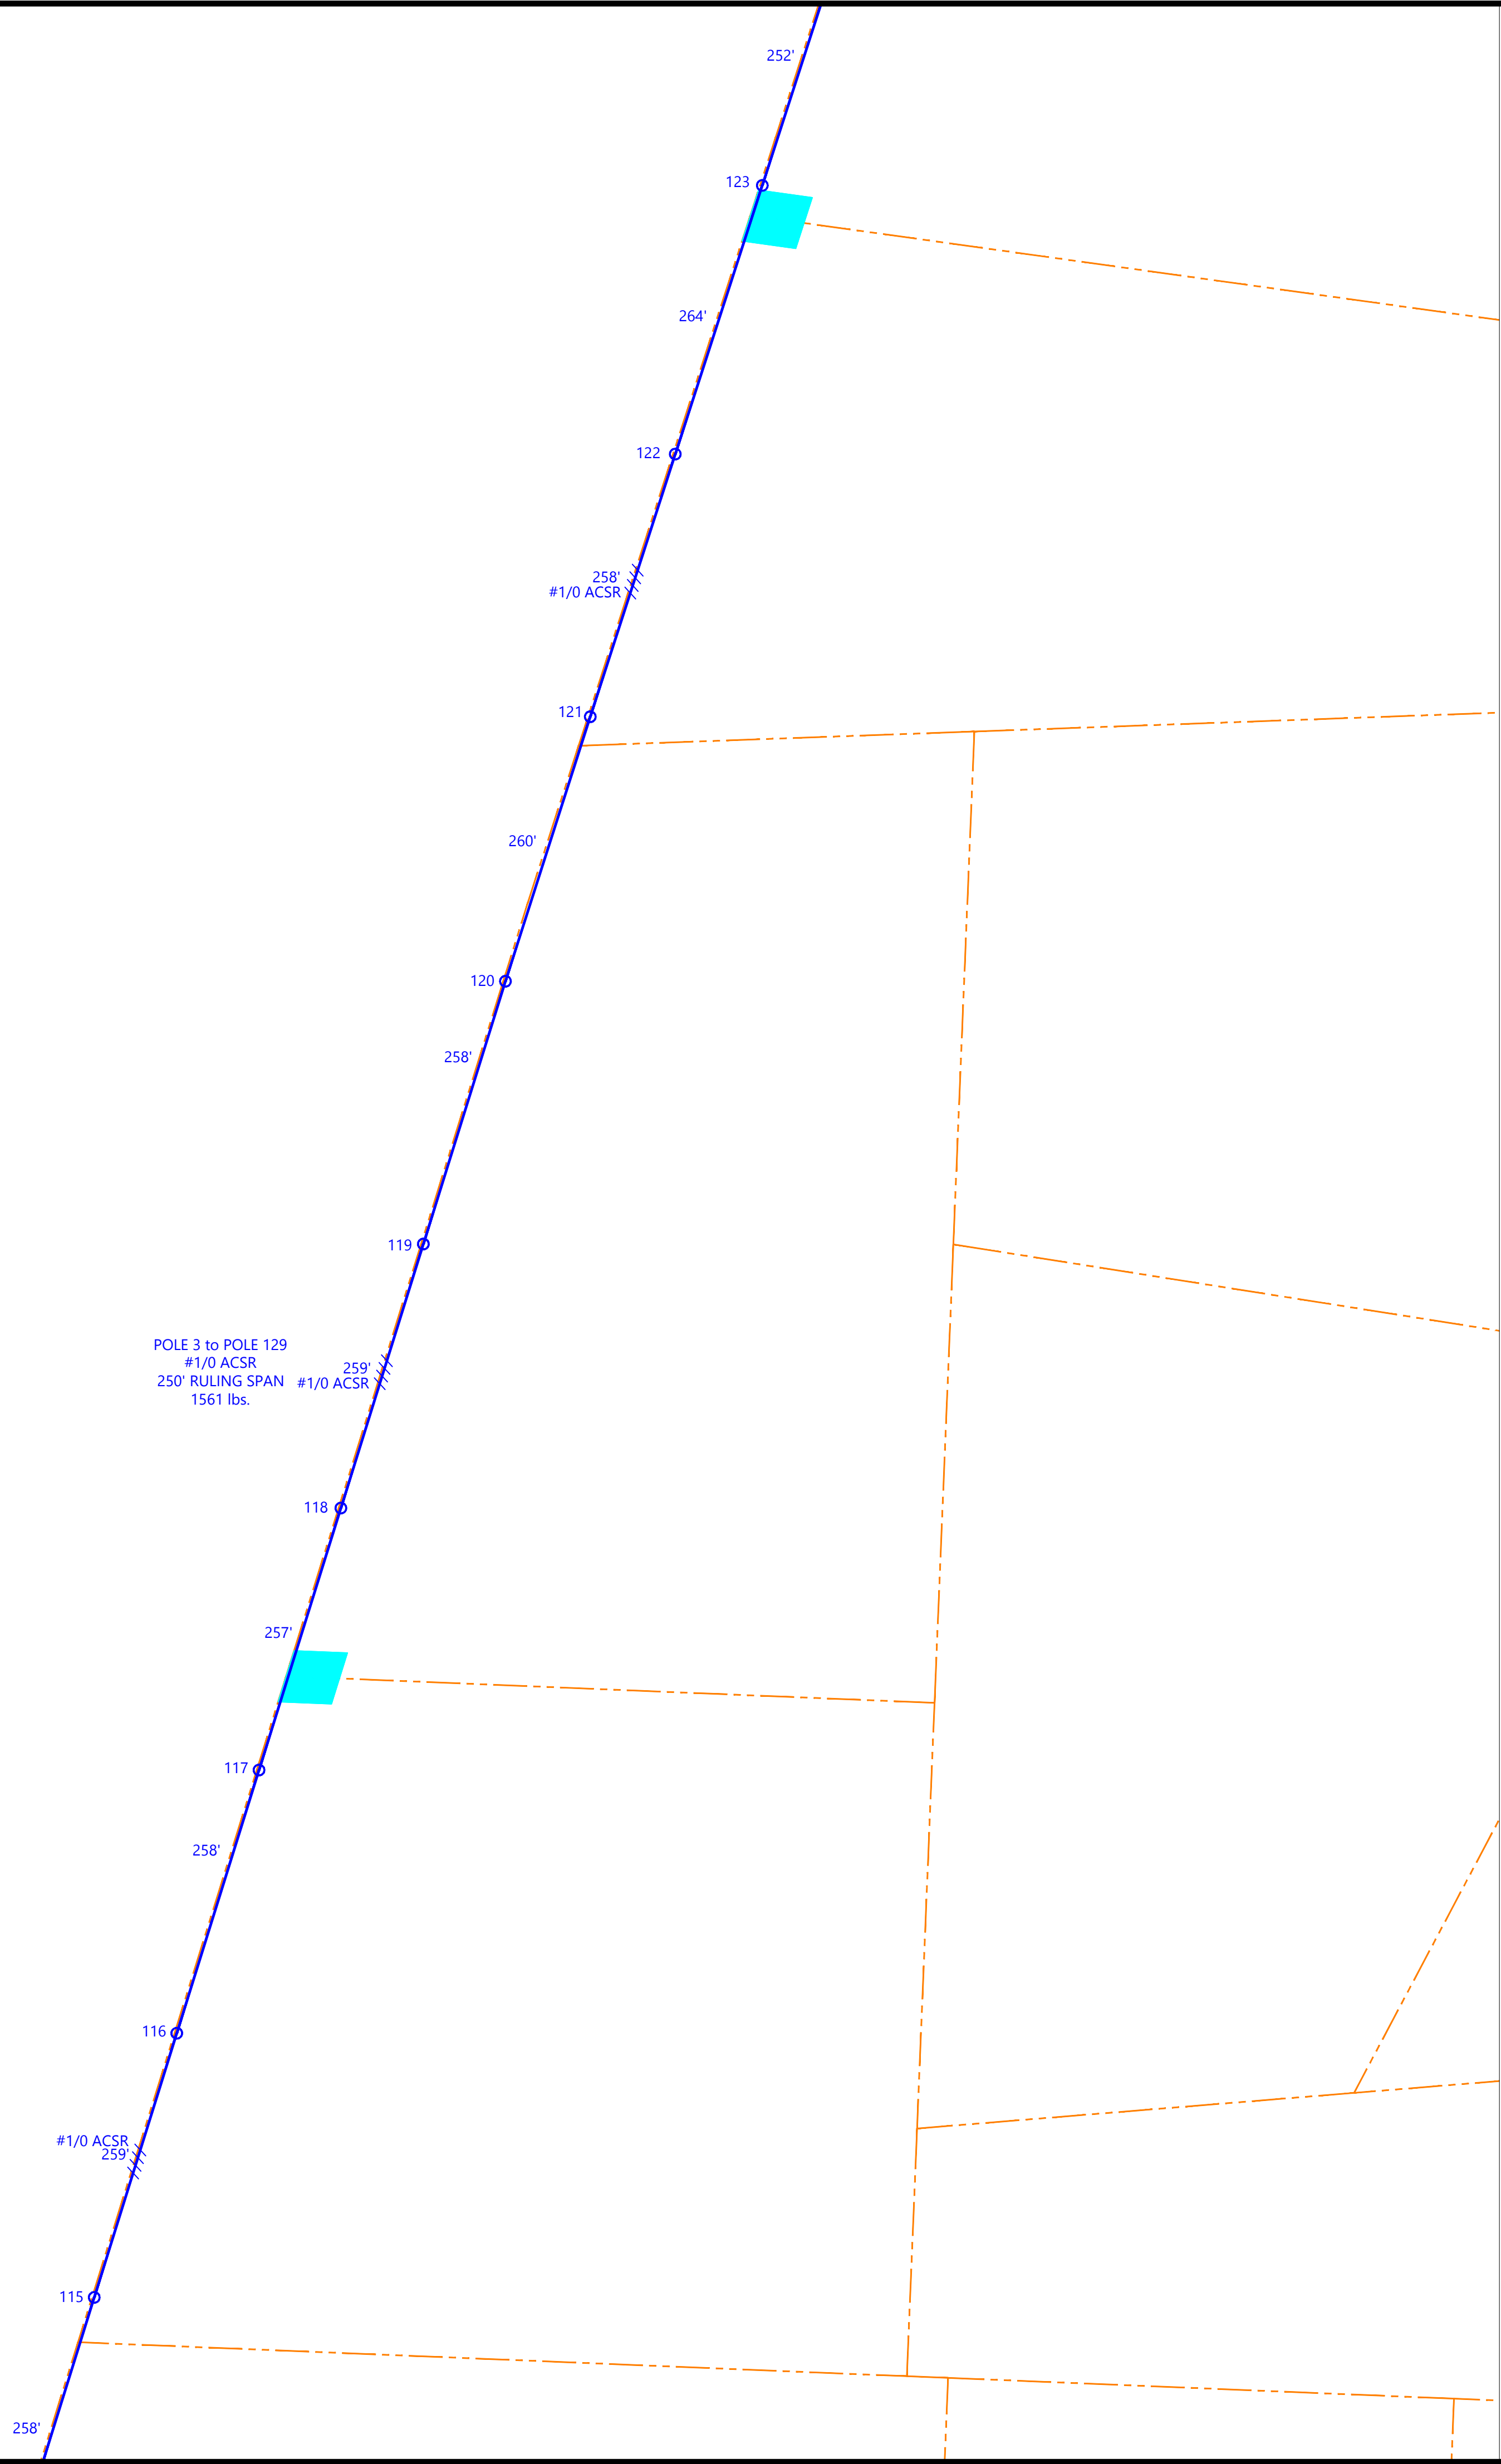 252'
123
264'
122
258'
#1/0 ACSR
121
260'
120
258'
119
POLE 3 to POLE 129
#1/0 ACSR
250' RULING SPAN
1561 lbs.
259'
#1/0 ACSR
118
257'
117
258'
116
#1/0 ACSR
259'
115
258'